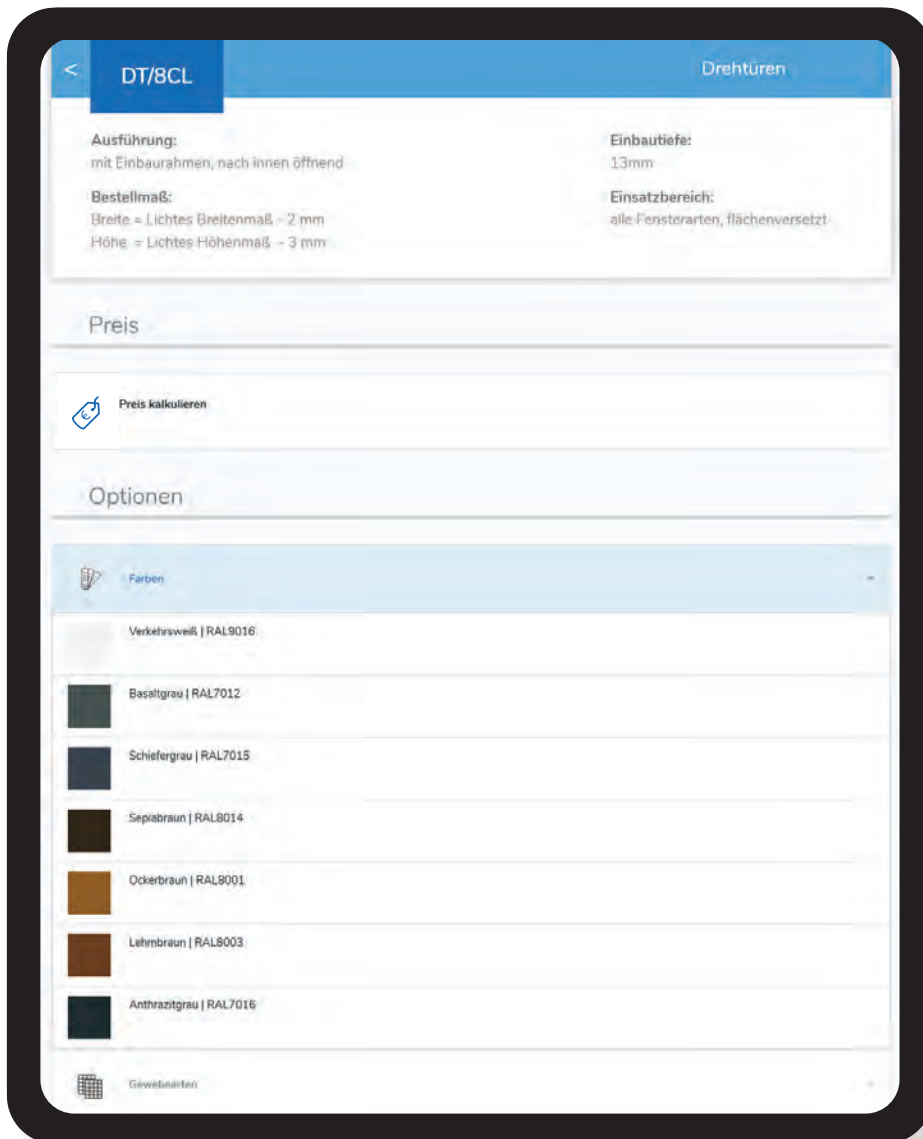 < DT/8CL Drehtüren
Ausführung:
mit Einbaurahmen, nach innen öffnend
Bestellmaß:
Breite = Lichtes Breitenmaß - 2 mm
Höhe = Lichtes Höhenmaß - 3 mm
Einbautiefe:
13mm
Einsatzbereich:
alle Fensterarten, flächenversetzt
Preis
Preis kalkulieren
Optionen
Farben
Verkehrsweiß | RAL9016
Basaltgrau | RAL7012
Schiefergrau | RAL7015
Sepiabraun | RAL8014
Ockerbraun | RAL8001
Lehmbraun | RAL8003
Anthrazitgrau | RAL7016
Gewebearten